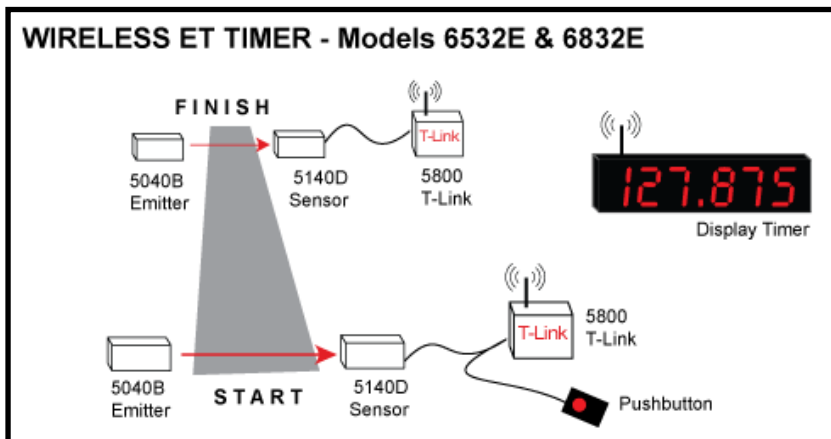 WIRELESS ET TIMER - Models 6532E & 6832E
FINISH
5040B
Emitter
5140D
Sensor
T-Link
5800
T-Link
127.875
Display Timer
5040B
Emitter
START
5140D
Sensor
T-Link
5800
T-Link
Pushbutton